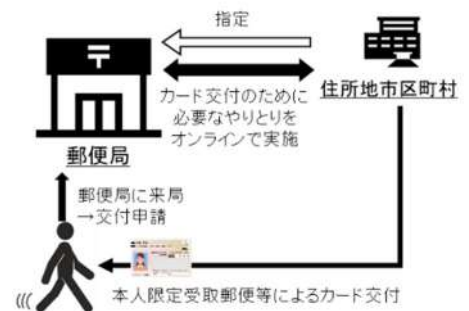 指定
カード交付のために
必要なやりとりを
オンラインで実施
住所地市区町村
郵便局
郵便局に来局
→交付申請
本人限定受取郵便等によるカード交付